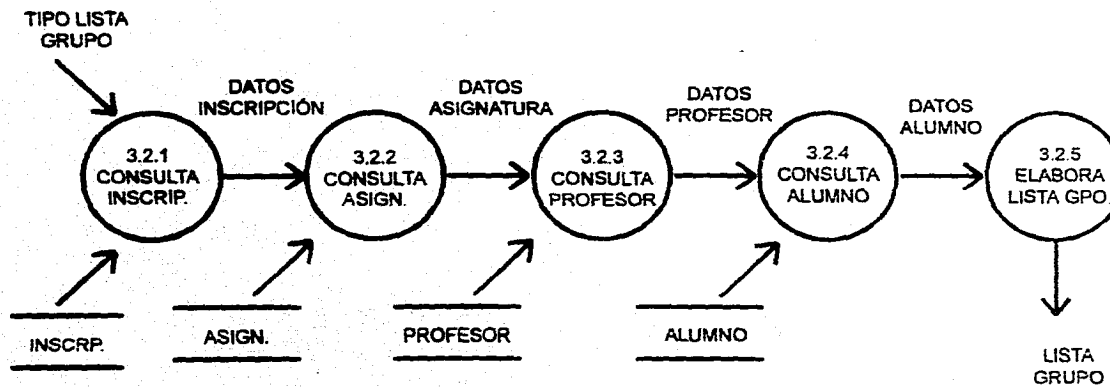 TIPO LISTA
GRUPO
DATOS
INSCRIPCIÓN
DATOS
ASIGNATURA
DATOS
PROFESOR
DATOS
ALUMNO
3.2.1
CONSULTA
INSCRIP.
3.2.2
CONSULTA
ASIGN.
3.2.3
CONSULTA
PROFESOR
3.2.4
CONSULTA
ALUMNO
3.2.5
ELABORA
LISTA GPO.
INSCRP.
ASIGN.
PROFESOR
ALUMNO
LISTA
GRUPO